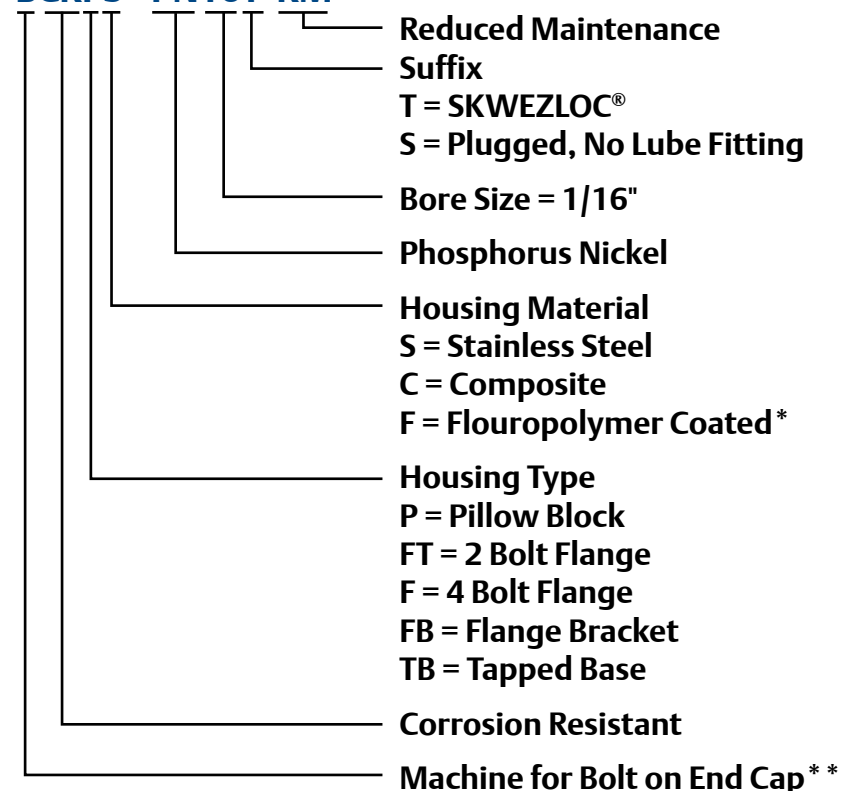 Reduced Maintenance
Suffix
T = SKWEZLOC®
S = Plugged, No Lube Fitting
Bore Size = 1/16"
Phosphorus Nickel
Housing Material
S = Stainless Steel
C = Composite
F = Flouropolymer Coated*
Housing Type
P = Pillow Block
FT = 2 Bolt Flange
F = 4 Bolt Flange
FB = Flange Bracket
TB = Tapped Base
Corrosion Resistant
Machine for Bolt on End Cap**